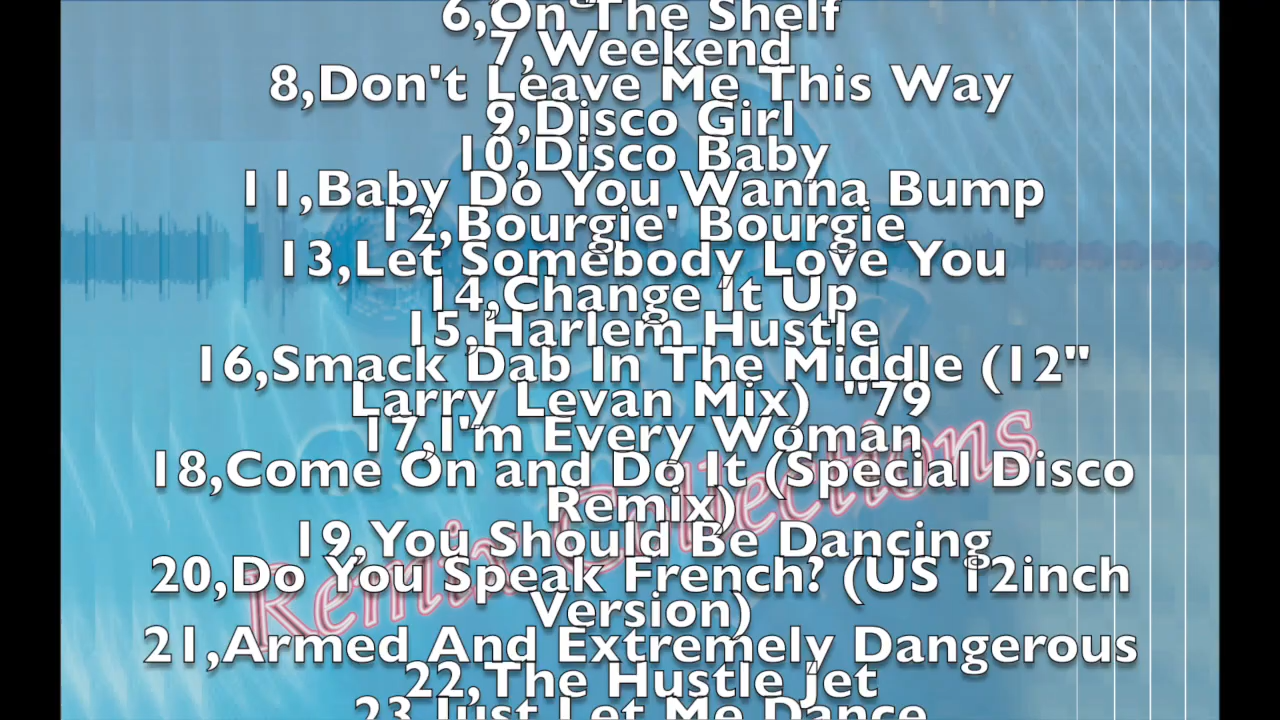 6,On The Shelf
7,Weekend
8,Don't Leave Me This Way
9,Disco Girl
10,Disco Baby
11,Baby Do You Wanna Bump
12,Bourgie' Bourgie
13,Let Somebody Love You
14,Change It Up
15,Harlem Hustle
16,Smack Dab In The Middle (12"
Larry Levan Mix) "79
17,I'm Every Woman
18,Come On and Do It (Special Disco
Remix)
19,You Should Be Dancing
20,Do You Speak French? (US 12inch
Version)
21,Armed And Extremely Dangerous
22,The Hustle Jet
23,Just Let Me Dance
Remix Collections